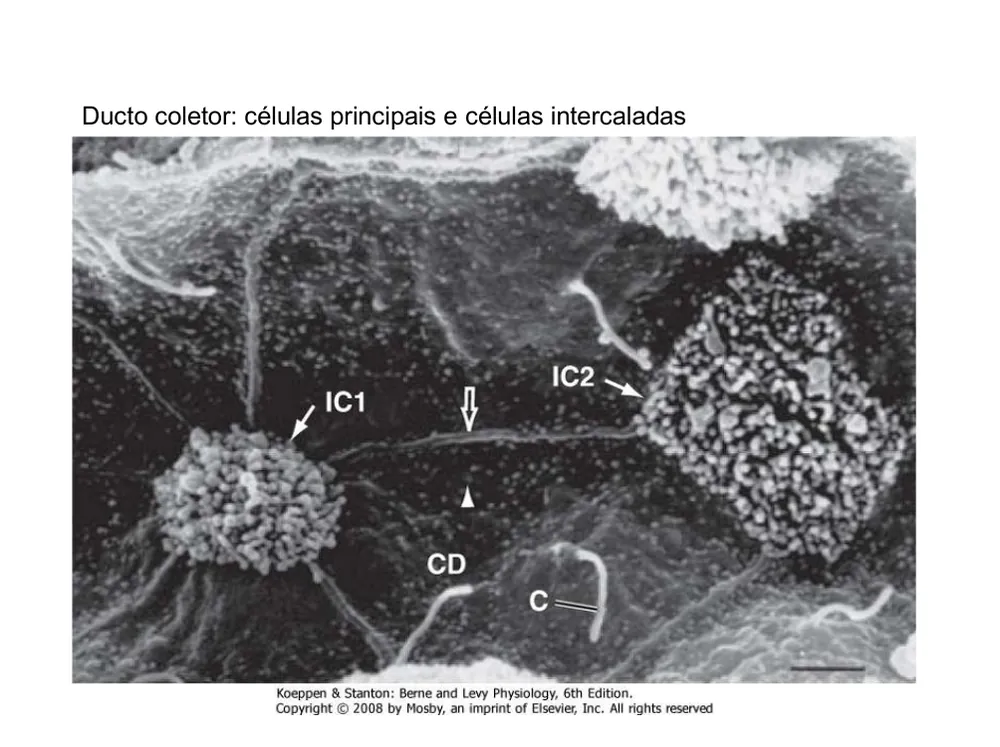 Ducto coletor: células principais e células intercaladas
IC2
IC1
CD
C
Koeppen & Stanton: Berne and Levy Physiology, 6th Edition.
Copyright © 2008 by Mosby, an imprint of Elsevier, Inc. All rights reserved